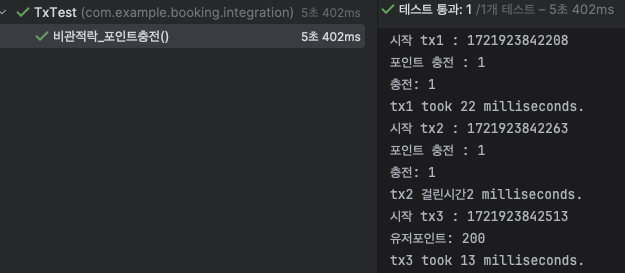 TxTest (com.example.booking.integration) 5초 402ms
비관적락_포인트충전() 5초 402ms
테스트 통과: 1 /1개 테스트 – 5초 402ms
시작 tx1 : 1721923842208
포인트 충전 : 1
충전: 1
tx1 took 22 milliseconds.
시작 tx2 : 1721923842263
포인트 충전 : 1
충전: 1
tx2 걸린시간2 milliseconds.
시작 tx3 : 1721923842513
유저포인트: 200
tx3 took 13 milliseconds.